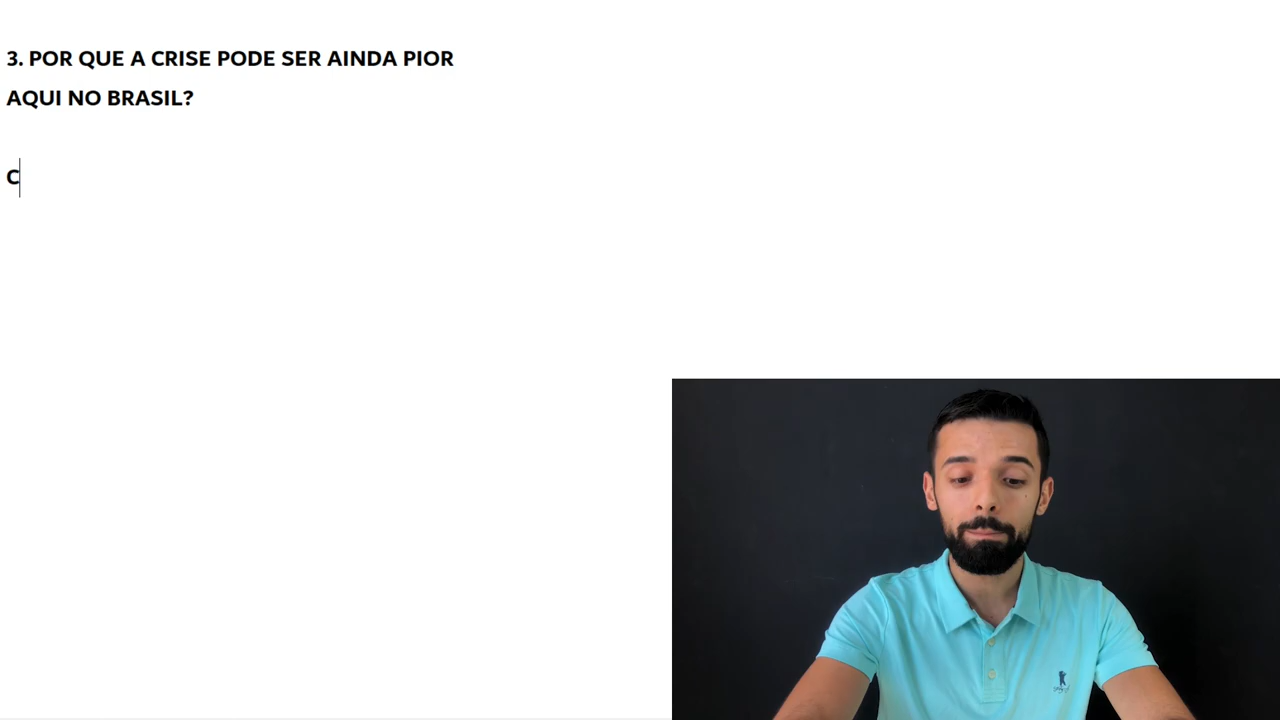 3. POR QUE A CRISE PODE SER AINDA PIOR
AQUI NO BRASIL?
C